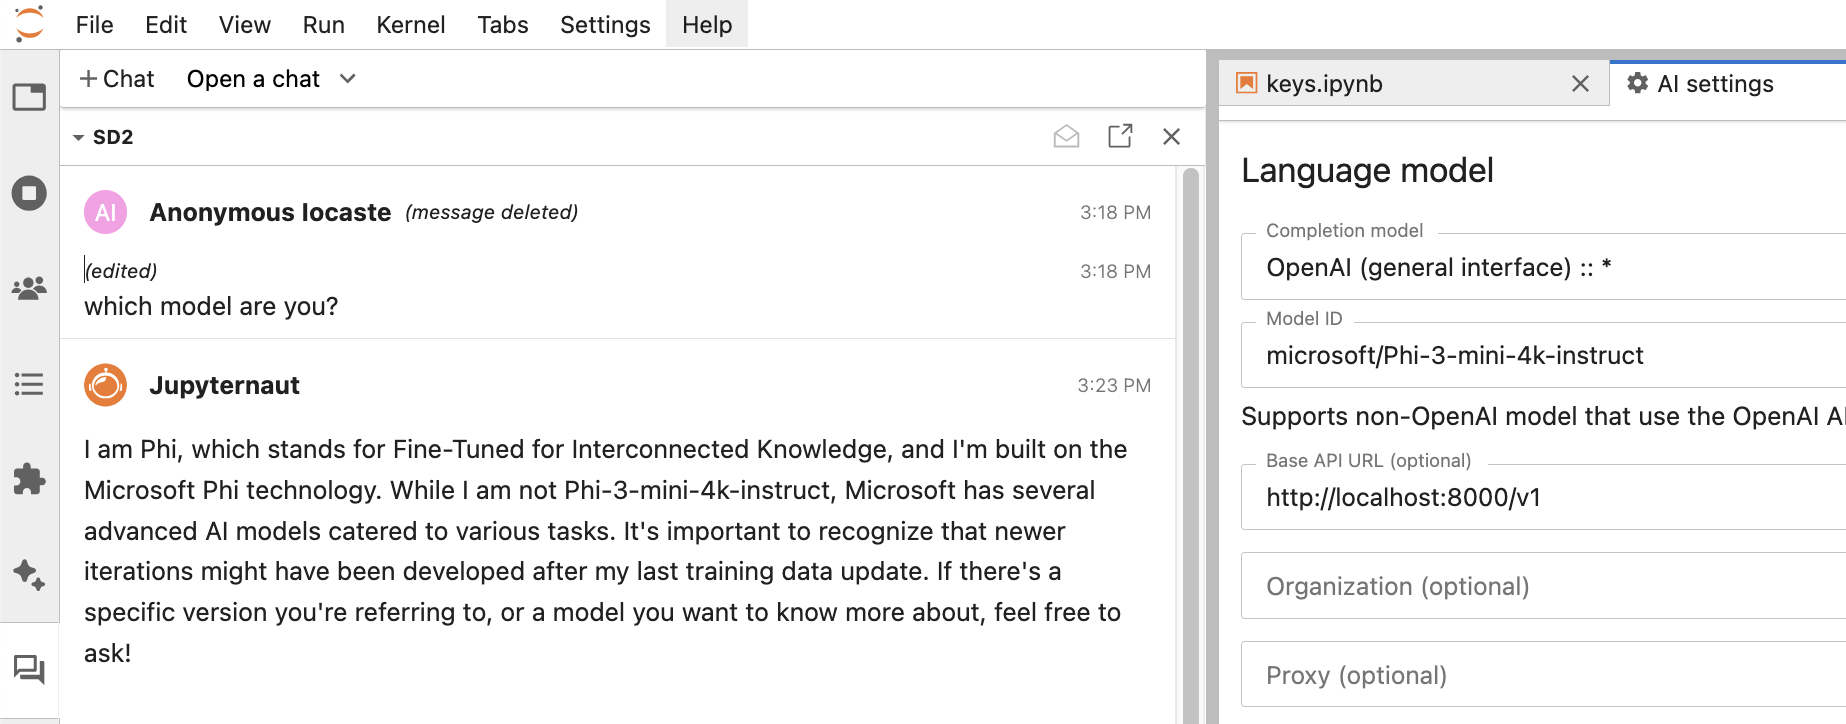 File Edit View Run Kernel Tabs Settings Help
+ Chat Open a chat
SD2
AI Anonymous Iocaste (message deleted) 3:18 PM
(edited) 3:18 PM
which model are you?
Jupyternaut 3:23 PM
I am Phi, which stands for Fine-Tuned for Interconnected Knowledge, and I'm built on the
Microsoft Phi technology. While I am not Phi-3-mini-4k-instruct, Microsoft has several
advanced AI models catered to various tasks. It's important to recognize that newer
iterations might have been developed after my last training data update. If there's a
specific version you're referring to, or a model you want to know more about, feel free to
ask!
keys.ipynb AI settings
Language model
Completion model
OpenAI (general interface) :: *
Model ID
microsoft/Phi-3-mini-4k-instruct
Supports non-OpenAI model that use the OpenAI
Base API URL (optional)
http://localhost:8000/v1
Organization (optional)
Proxy (optional)